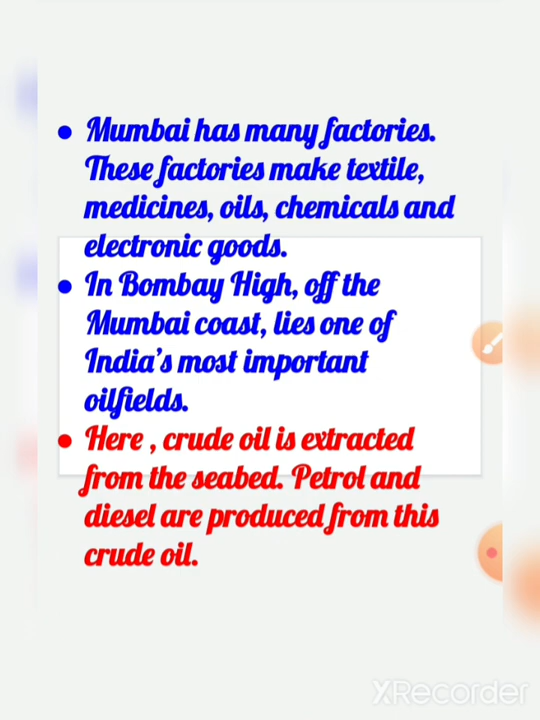 ● Mumbai has many factories.
These factories make textile,
medicines, oils, chemicals and
electronic goods.
● In Bombay High, off the
Mumbai coast, lies one of
India's most important
oilfields.
● Here , crude oil is extracted
from the seabed. Petrol and
diesel are produced from this
crude oil.
XRecorder